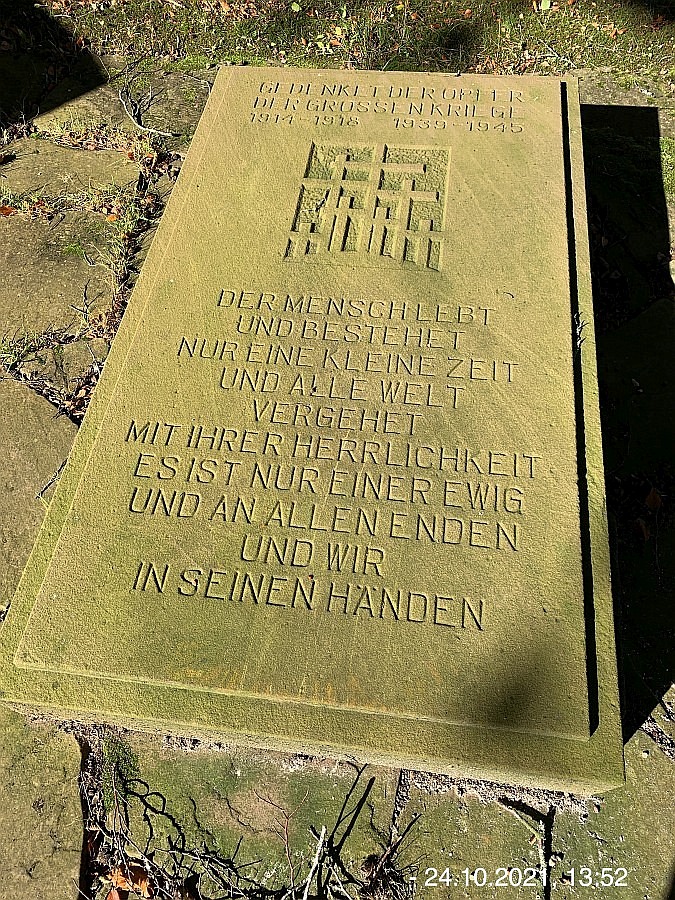 GEDENKET DER OPFER
DER GROSSEN KRIEGE
1914-1918 1939-1945
DER MENSCH LEBT
UND BESTEHET
NUR EINE KLEINE ZEIT
UND ALLE WELT
VERGEHET
MIT IHRER HERRLICHKEIT
ES IST NUR EINER EWIG
UND AN ALLEN ENDEN
UND WIR
IN SEINEN HÄNDEN
- 24.10.2021, 13:52